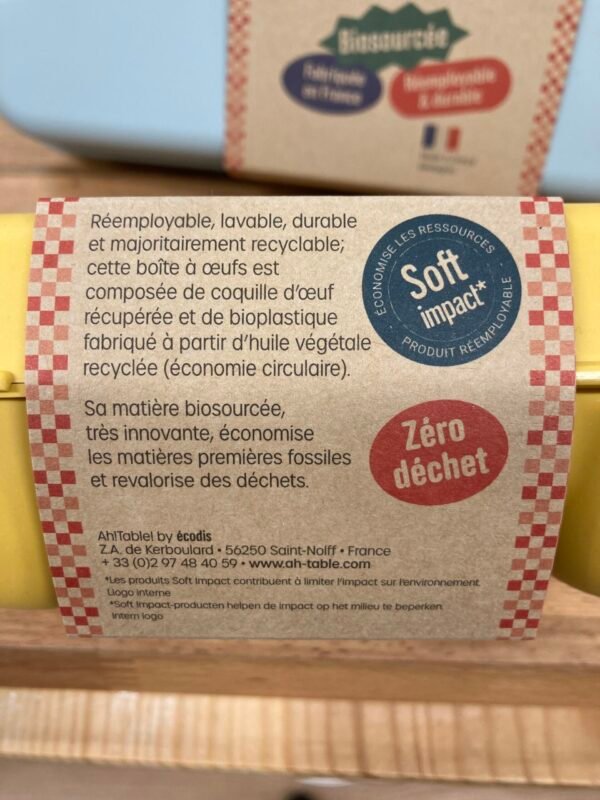 Biosourcée
Fabriquée
en France
Réemployable
& durable
Réemployable, lavable, durable
et majoritairement recyclable;
cette boîte à œufs est
composée de coquille d'œuf
récupérée et de bioplastique
fabriqué à partir d'huile végétale
recyclée (économie circulaire).
Sa matière biosourcée,
très innovante, économise
les matières premières fossiles
et revalorise des déchets.
ÉCONOMISE LES RESSOURCES
Soft
impact*
PRODUIT RÉEMPLOYABLE
Zéro
déchet
Ah!Table! by écodis
Z.A. de Kerboulard • 56250 Saint-Nolff • France
+ 33 (0)2 97 48 40 59 • www.ah-table.com
*Les produits Soft Impact contribuent à limiter l'impact sur l'environnement.
Logo interne
*Soft Impact-producten helpen de impact op het milieu te beperken.
Intern logo